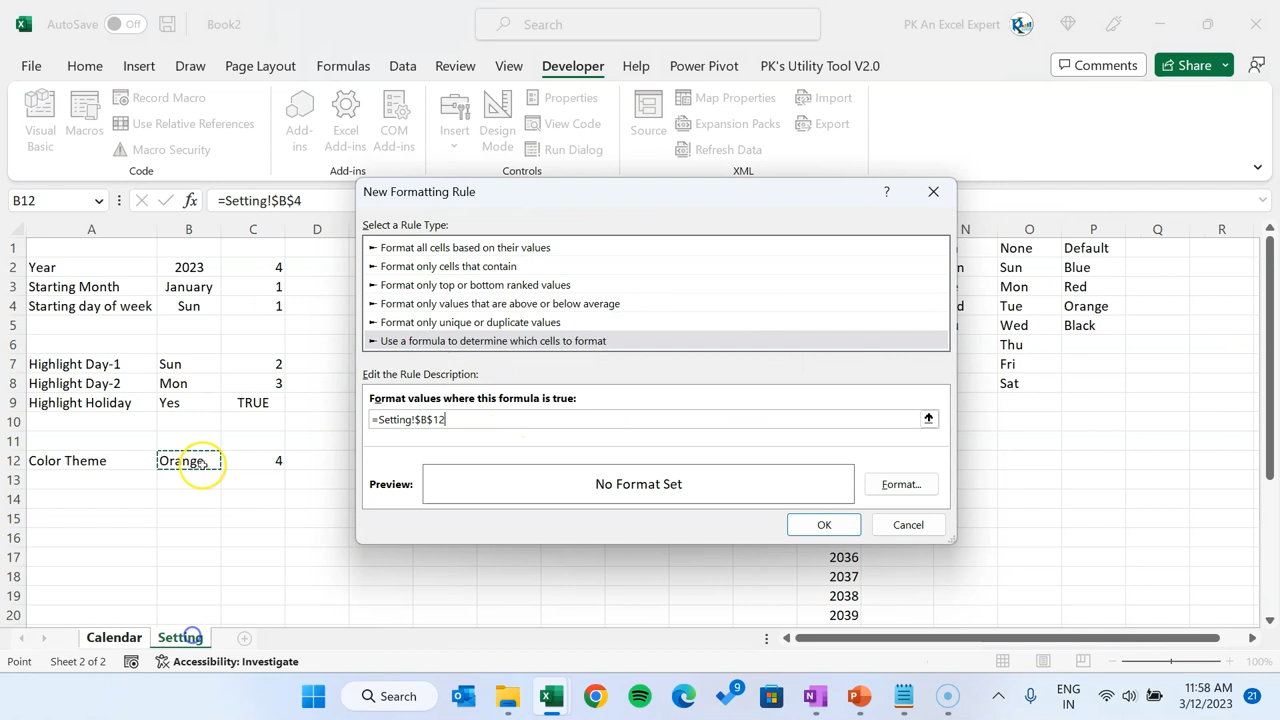 AutoSave Off Book2 Search PK An Excel Expert
File Home Insert Draw Page Layout Formulas Data Review View Developer Help Power Pivot PK's Utility Tool V2.0 Comments Share
Visual Basic Macros Record Macro Use Relative References Macro Security Add-ins Excel Add-ins COM Add-ins Insert Design Mode Properties View Code Run Dialog Source Map Properties Expansion Packs Refresh Data Import Export
Code Add-ins Controls XML
B12 fx =Setting!$B$4
New Formatting Rule ?
Select a Rule Type:
► Format all cells based on their values
► Format only cells that contain
► Format only top or bottom ranked values
► Format only values that are above or below average
► Format only unique or duplicate values
► Use a formula to determine which cells to format
Edit the Rule Description:
Format values where this formula is true:
=Setting!$B$12
Preview: No Format Set Format...
OK Cancel
A B C D N O P Q R
1 None Default
2 Year 2023 4 Sun Blue
3 Starting Month January 1 Mon Red
4 Starting day of week Sun 1 Tue Orange
5 Wed Black
6 Thu
7 Highlight Day-1 Sun 2 Fri
8 Highlight Day-2 Mon 3 Sat
9 Highlight Holiday Yes TRUE
10
11
12 Color Theme Orange 4
13
14
15
16
17 2036
18 2037
19 2038
20 2039
Calendar Setting
Point Sheet 2 of 2 Accessibility: Investigate 100%
Search 9 ENG IN 11:58 AM 3/12/2023 21